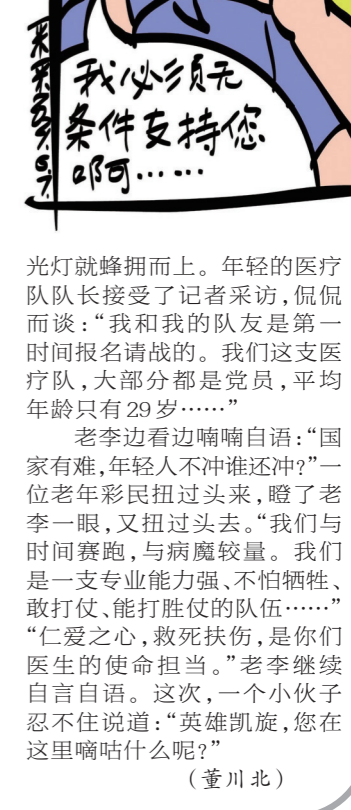 我必须无
条件支持您
啊……
光灯就蜂拥而上。年轻的医疗
队队长接受了记者采访,侃侃
而谈:“我和我的队友是第一
时间报名请战的。我们这支医
疗队,大部分都是党员,平均
年龄只有29岁……”
老李边看边喃喃自语:“国
家有难,年轻人不冲谁还冲?”一
位老年彩民扭过头来,瞪了老
李一眼,又扭过头去。“我们与
时间赛跑,与病魔较量。我们
是一支专业能力强、不怕牺牲、
敢打仗、能打胜仗的队伍……”
“仁爱之心,救死扶伤,是你们
医生的使命担当。”老李继续
自言自语。这次,一个小伙子
忍不住说道:“英雄凯旋,您在
这里嘀咕什么呢?”
(董川北)